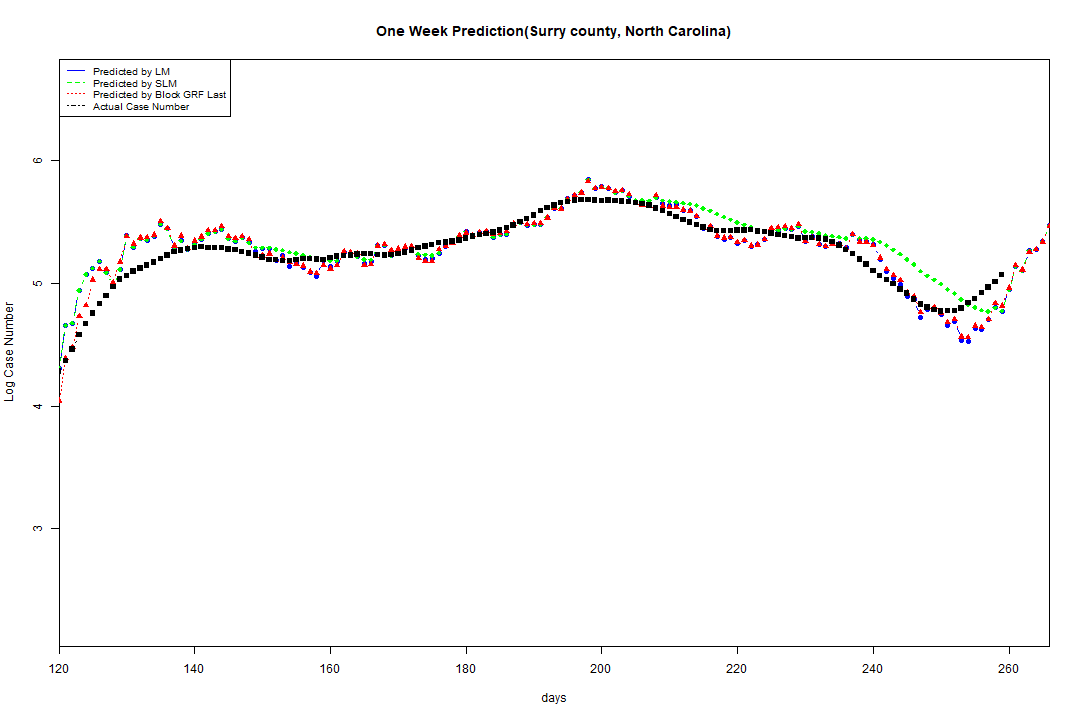 One Week Prediction(Surry county, North Carolina)
Predicted by LM
Predicted by SLM
Predicted by Block GRF Last
Actual Case Number
6
5
4
3
Log Case Number
120 140 160 180 200 220 240 260
days